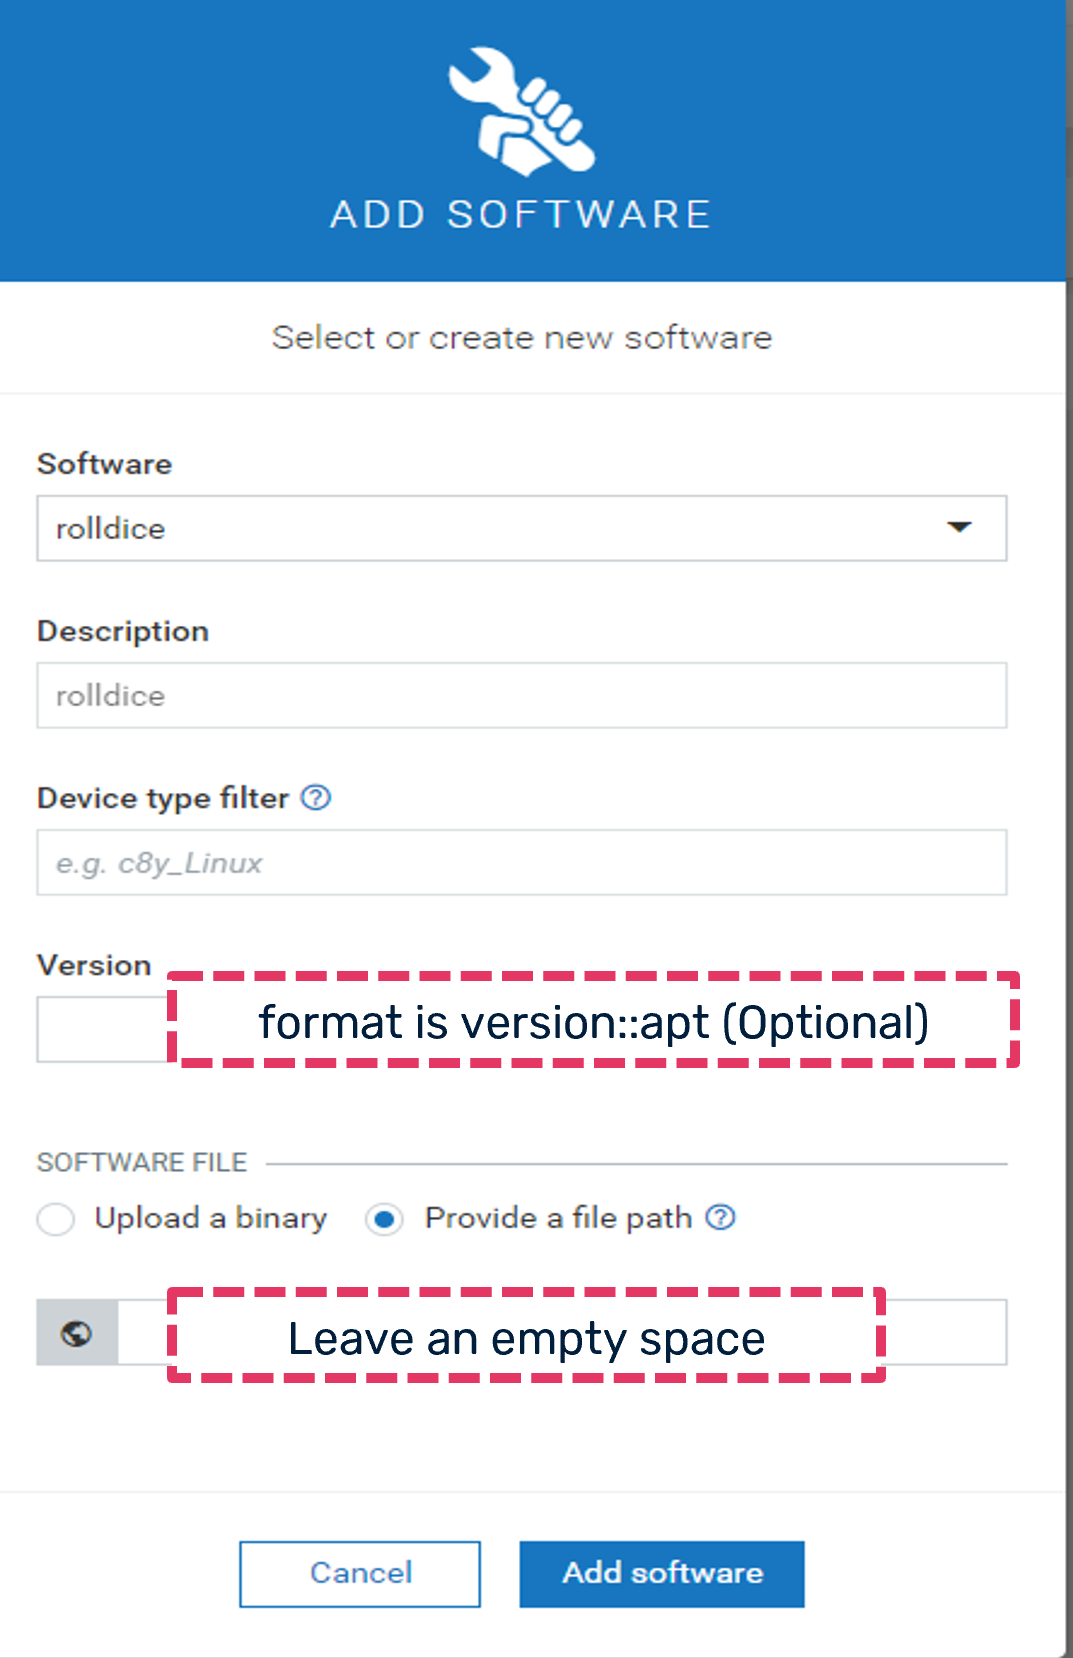 ADD SOFTWARE
Select or create new software
Software
rolldice
Description
rolldice
Device type filter
e.g. c8y_Linux
Version
format is version::apt (Optional)
SOFTWARE FILE
Upload a binary Provide a file path
Leave an empty space
Cancel Add software